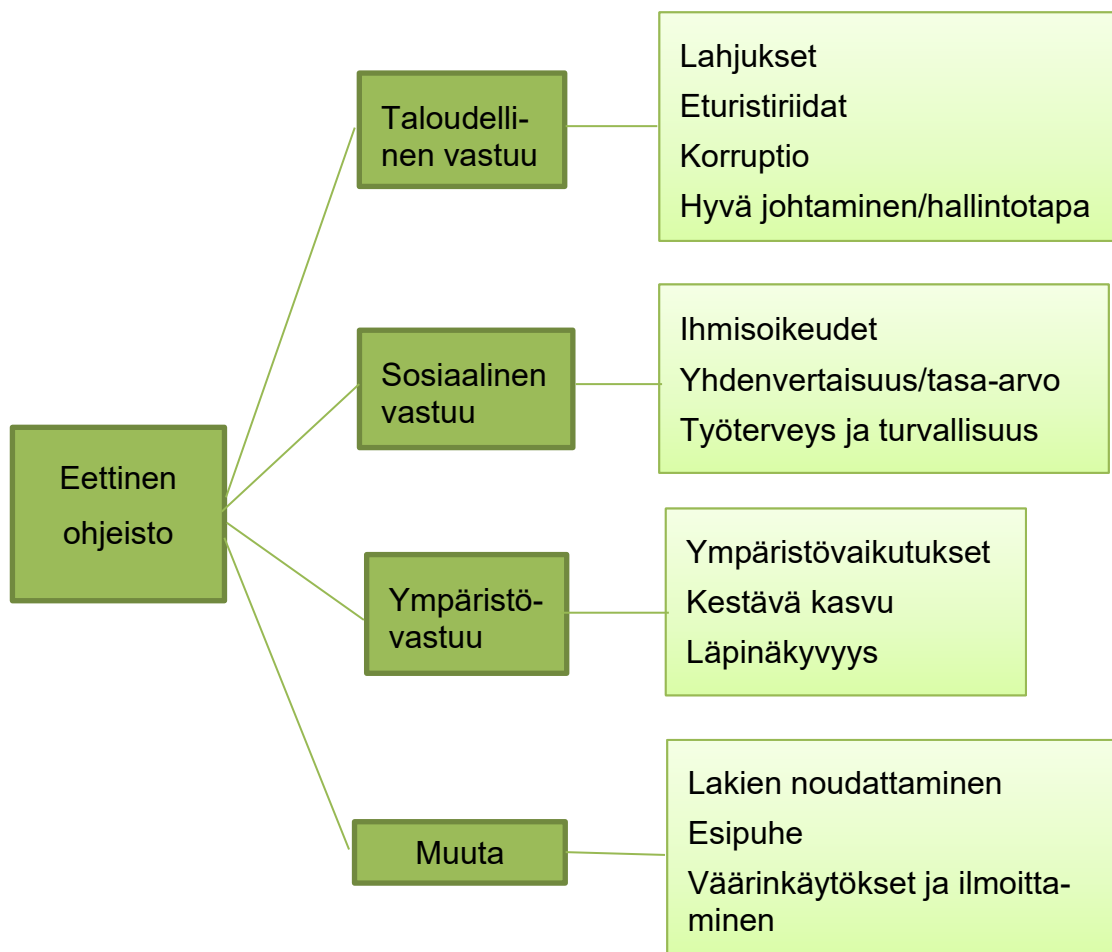 Eettinen
ohjeisto
Taloudelli-
nen vastuu
Lahjukset
Eturistiriidat
Korruptio
Hyvä johtaminen/hallintotapa
Sosiaalinen
vastuu
Ihmisoikeudet
Yhdenvertaisuus/tasa-arvo
Työterveys ja turvallisuus
Ympäristö-
vastuu
Ympäristövaikutukset
Kestävä kasvu
Läpinäkyvyys
Muuta
Lakien noudattaminen
Esipuhe
Väärinkäytökset ja ilmoitta-
minen